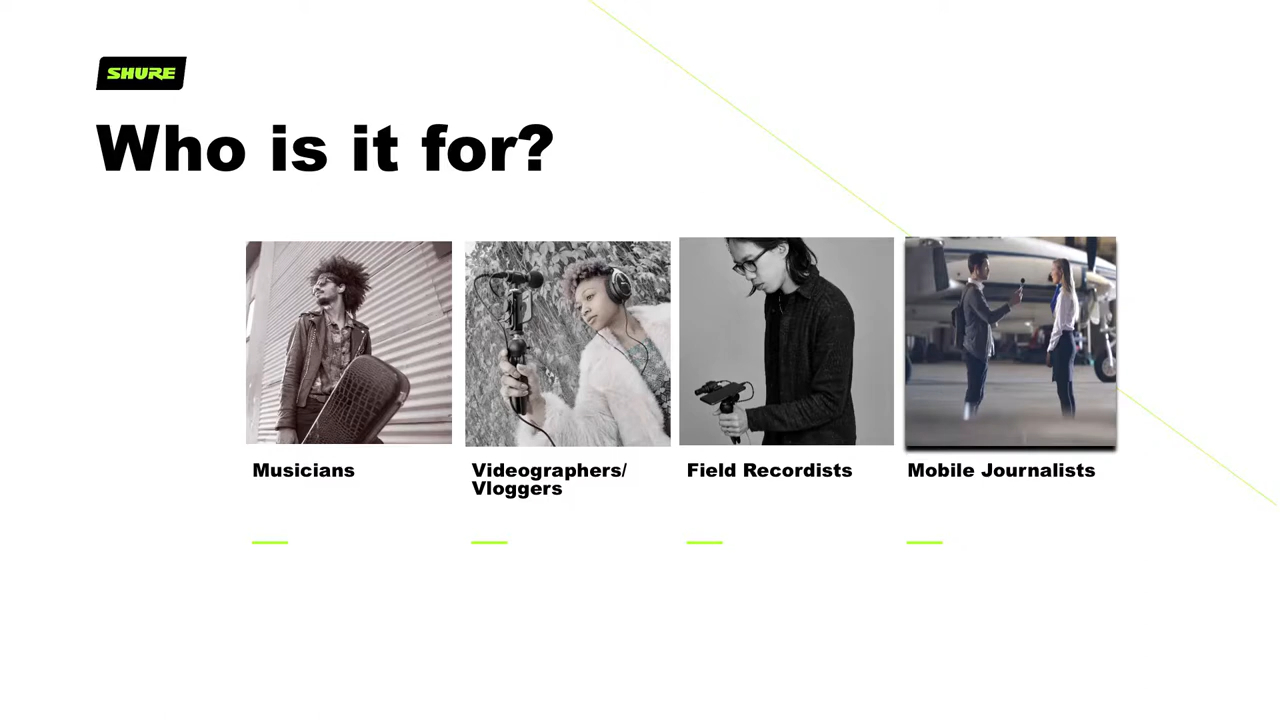 SHURE
Who is it for?
Musicians
Videographers/
Vloggers
Field Recordists
Mobile Journalists